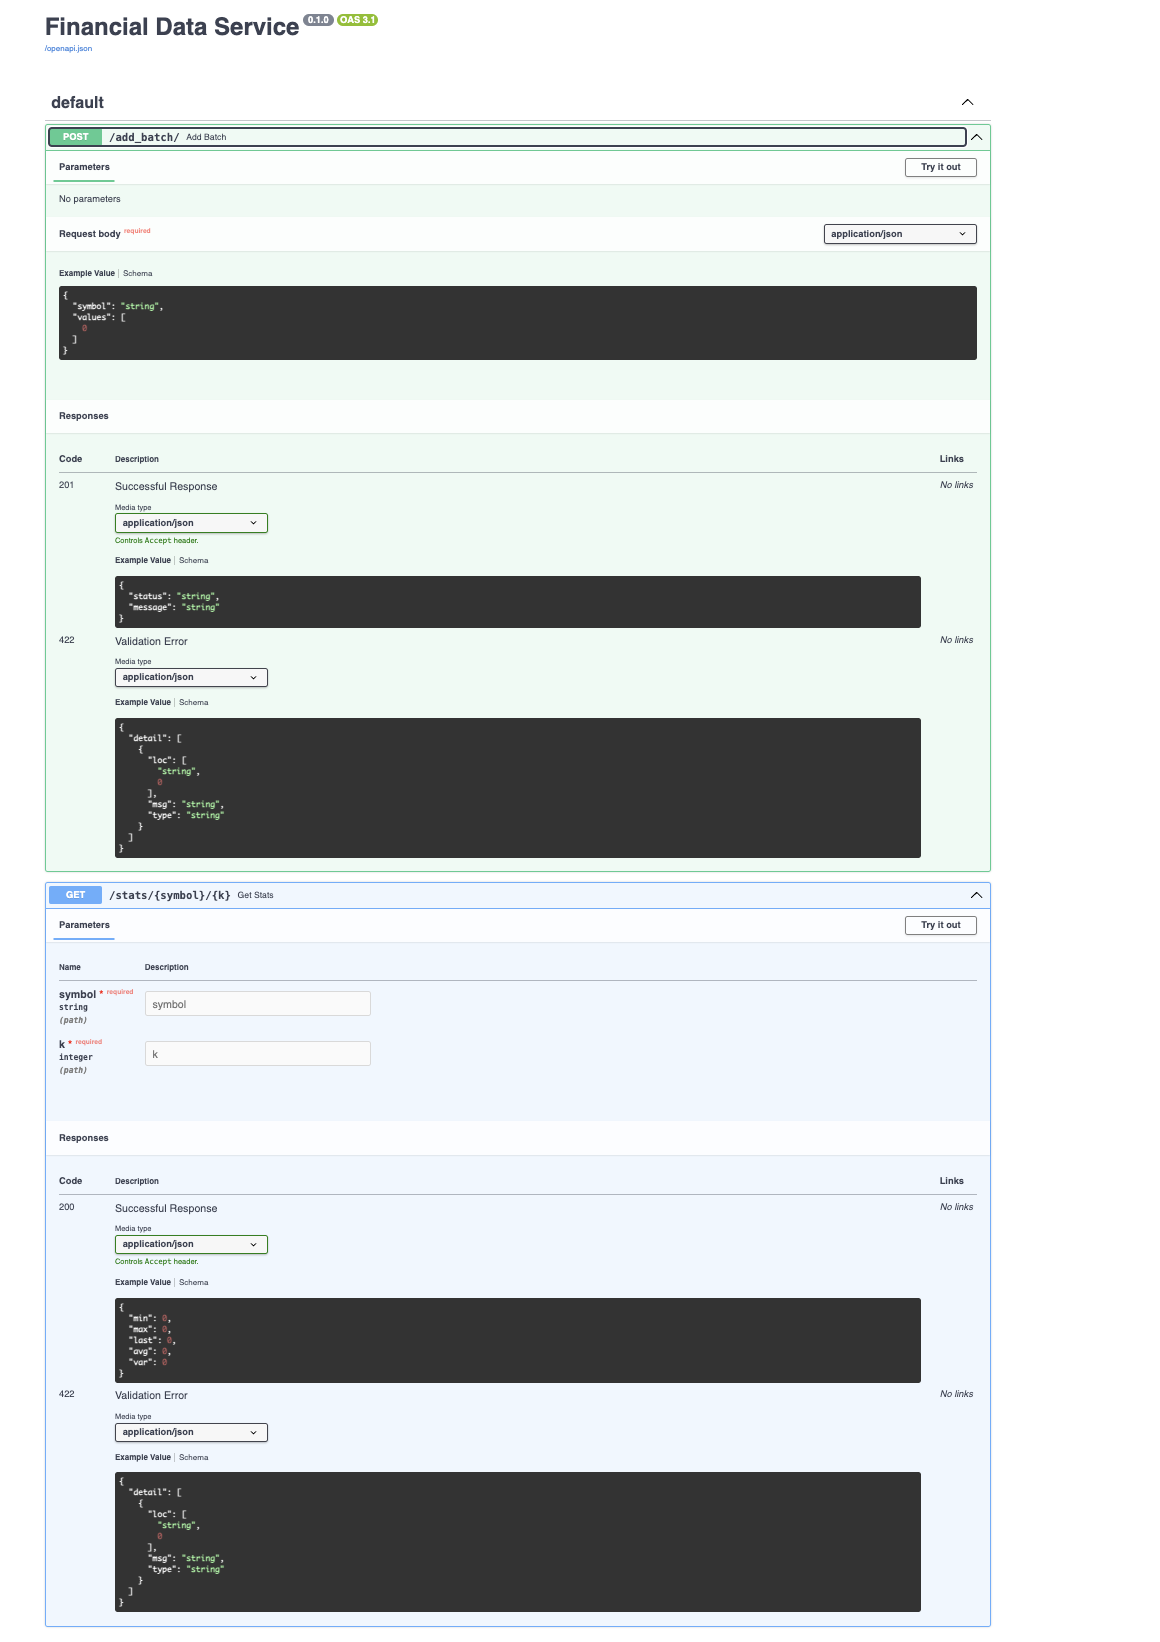 Financial Data Service 0.1.0 OAS 3.1
/openapi.json
default
POST /add_batch/ Add Batch
Parameters Try it out
No parameters
Request body required application/json
Example Value | Schema
{
  "symbol": "string",
  "values": [
    0
  ]
}
Responses
Code Description Links
201 Successful Response No links
Media type
application/json
Controls Accept header.
Example Value | Schema
{
  "status": "string",
  "message": "string"
}
422 Validation Error No links
Media type
application/json
Example Value | Schema
{
  "detail": [
    {
      "loc": [
        "string",
        0
      ],
      "msg": "string",
      "type": "string"
    }
  ]
}
GET /stats/{symbol}/{k} Get Stats
Parameters Try it out
Name Description
symbol * required
string
(path)
symbol
k * required
integer
(path)
k
Responses
Code Description Links
200 Successful Response No links
Media type
application/json
Controls Accept header.
Example Value | Schema
{
  "min": 0,
  "max": 0,
  "last": 0,
  "avg": 0,
  "var": 0
}
422 Validation Error No links
Media type
application/json
Example Value | Schema
{
  "detail": [
    {
      "loc": [
        "string",
        0
      ],
      "msg": "string",
      "type": "string"
    }
  ]
}